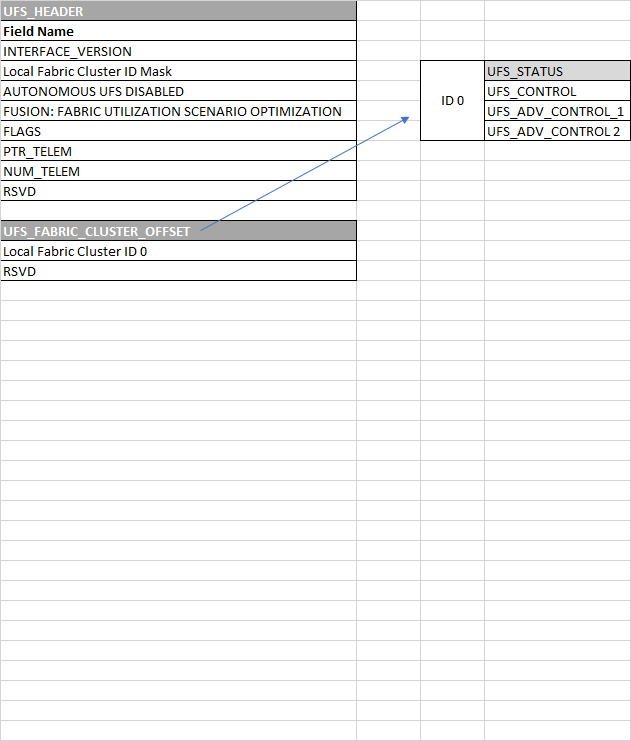 UFS_HEADER
Field Name
INTERFACE_VERSION
Local Fabric Cluster ID Mask
AUTONOMOUS UFS DISABLED
FUSION: FABRIC UTILIZATION SCENARIO OPTIMIZATION
FLAGS
PTR_TELEM
NUM_TELEM
RSVD
UFS_FABRIC_CLUSTER_OFFSET
Local Fabric Cluster ID 0
RSVD
ID 0
UFS_STATUS
UFS_CONTROL
UFS_ADV_CONTROL_1
UFS_ADV_CONTROL 2